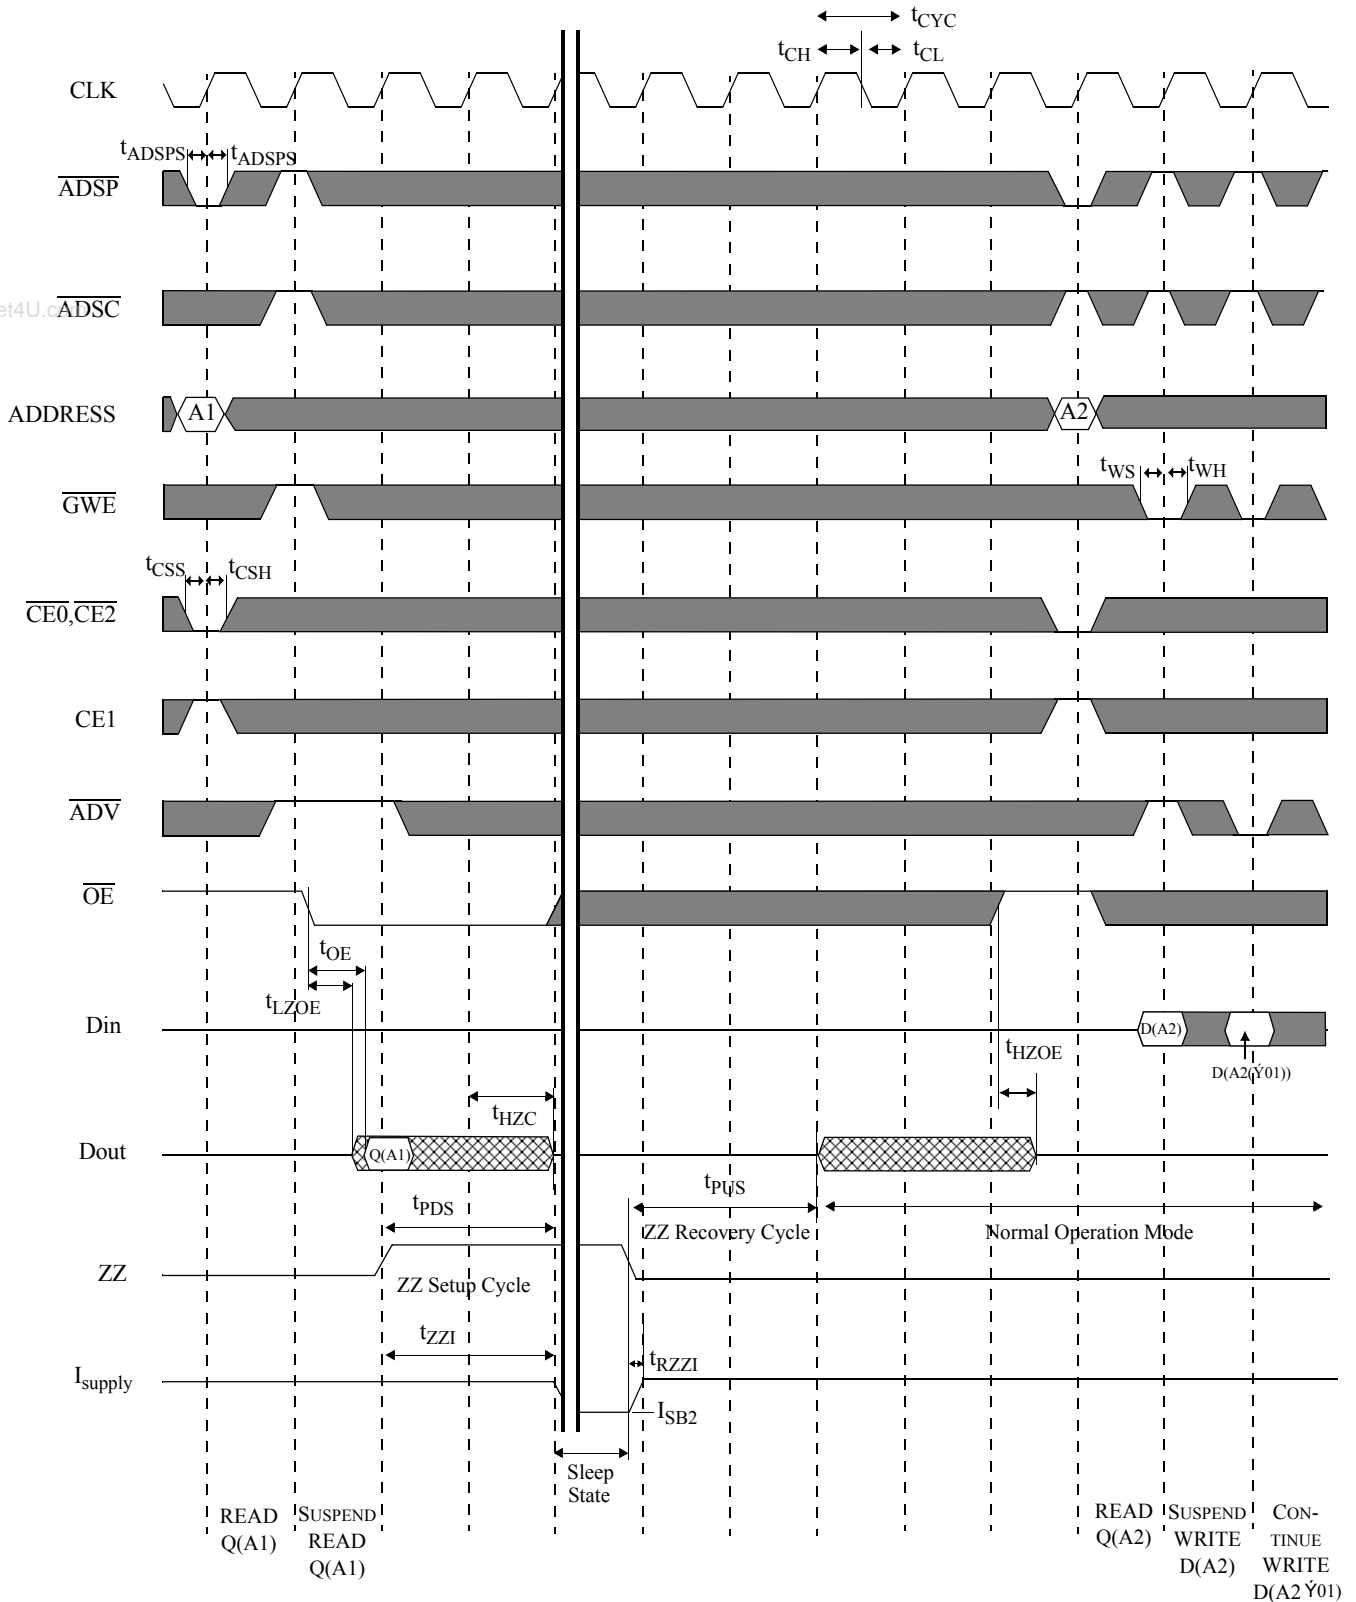 tCYC
tCH tCL
CLK
tADSPS tADSPS
ADSP
et4U.com
ADSC
ADDRESS A1 A2
tWS tWH
GWE
tCSS tCSH
CE0,CE2
CE1
ADV
OE
tOE
tLZOE
Din D(A2)
tHZOE
D(A2(Ý01))
tHZC
Dout Q(A1)
tPUS
tPDS
ZZ Recovery Cycle Normal Operation Mode
ZZ
ZZ Setup Cycle
tZZI
tRZZI
Isupply
ISB2
Sleep
State
READ
Q(A1)
SUSPEND
READ
Q(A1)
READ
Q(A2)
SUSPEND
WRITE
D(A2)
CON-
TINUE
WRITE
D(A2 Ý01)